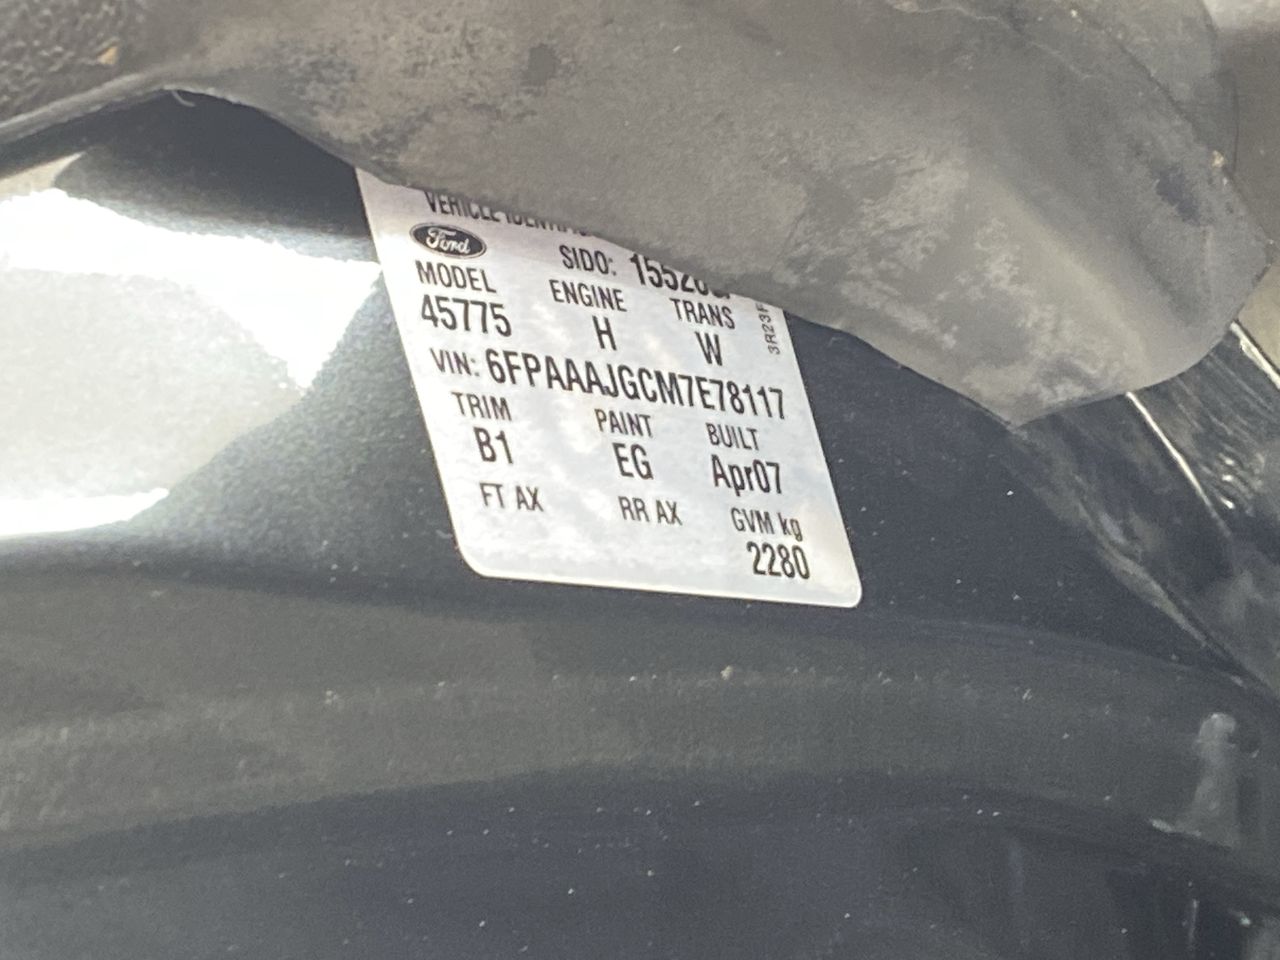 VEHICLE
Ford SIDO:
MODEL ENGINE TRANS
45775 H W
VIN: 6FPAAAJGCM7E78117
TRIM PAINT BUILT
B1 EG Apr07
FT AX RR AX GVM kg
2280